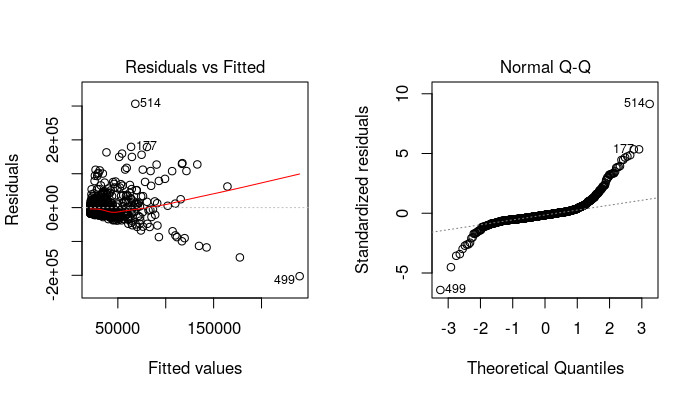 Residuals vs Fitted
Residuals
-2e+05
0e+00
2e+05
514
177
499
50000
150000
Fitted values
Normal Q-Q
Standardized residuals
-5
0
5
10
514
177
499
-3
-2
-1
0
1
2
3
Theoretical Quantiles